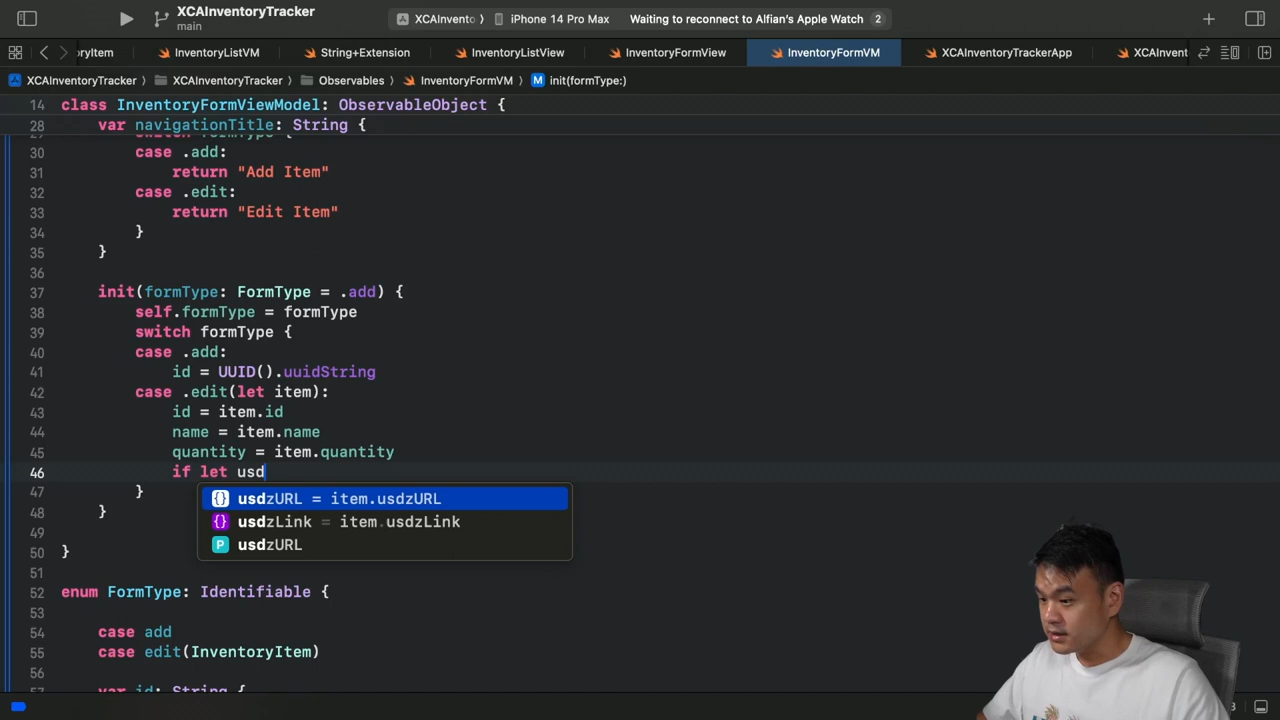 XCAInventoryTracker
main
XCAInvento
iPhone 14 Pro Max
Waiting to reconnect to Alfian's Apple Watch
2
ryItem
InventoryListVM
String+Extension
InventoryListView
InventoryFormView
InventoryFormVM
XCAInventoryTrackerApp
XCAInvent
XCAInventoryTracker
XCAInventoryTracker
Observables
InventoryFormVM
M init(formType:)
14 class InventoryFormViewModel: ObservableObject {
28 var navigationTitle: String {
29 switch formType {
30 case .add:
31 return "Add Item"
32 case .edit:
33 return "Edit Item"
34 }
35 }
36
37 init(formType: FormType = .add) {
38 self.formType = formType
39 switch formType {
40 case .add:
41 id = UUID().uuidString
42 case .edit(let item):
43 id = item.id
44 name = item.name
45 quantity = item.quantity
46 if let usd
47 }
{} usdzURL = item.usdzURL
48 }
{} usdzLink = item.usdzLink
49
P usdzURL
50 }
51
52 enum FormType: Identifiable {
53
54 case add
55 case edit(InventoryItem)
56
57 var id: String {